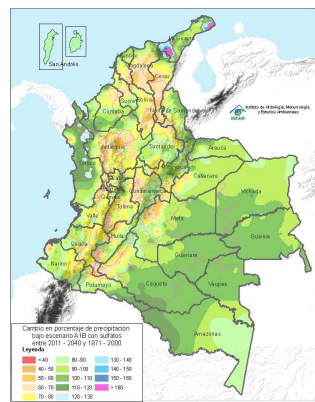 La Guajira
Atlántico
Magdalena
Cesar
San Andrés
Sucre
Bolívar
Norte de Santander
Córdoba
Instituto de Hidrología, Meteorología
y Estudios Ambientales
IDEAM
Antioquia
Santander
Arauca
Chocó
Casanare
Cundinamarca
Vichada
Quindío
Tolima
Valle
Meta
Guainía
Huila
Cauca
Guaviare
Nariño
Putumayo
Caquetá
Vaupés
Amazonas
Cambio en porcentaje de precipitación
bajo escenario A1B con sulfatos
entre 2011 - 2040 y 1971 - 2000
Leyenda
< 40
40 - 50
50 - 60
60 - 70
70 - 80
80 - 90
90 - 100
100 - 110
110 - 120
120 - 130
130 - 140
140 - 150
150 - 160
> 160